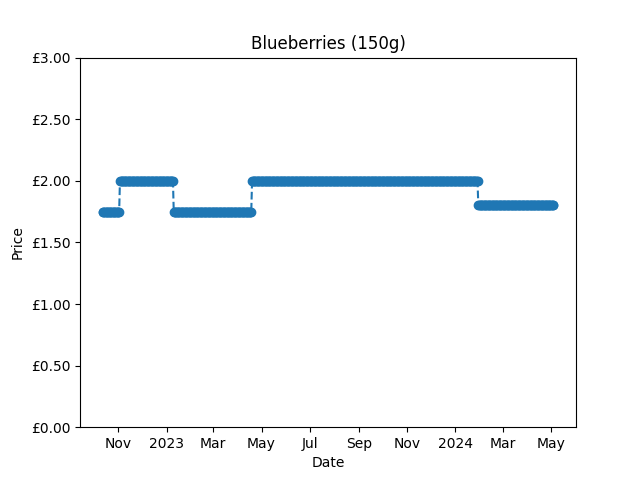 Blueberries (150g)
£3.00
£2.50
£2.00
£1.50
£1.00
£0.50
£0.00
Price
Nov 2023 Mar May Jul Sep Nov 2024 Mar May
Date